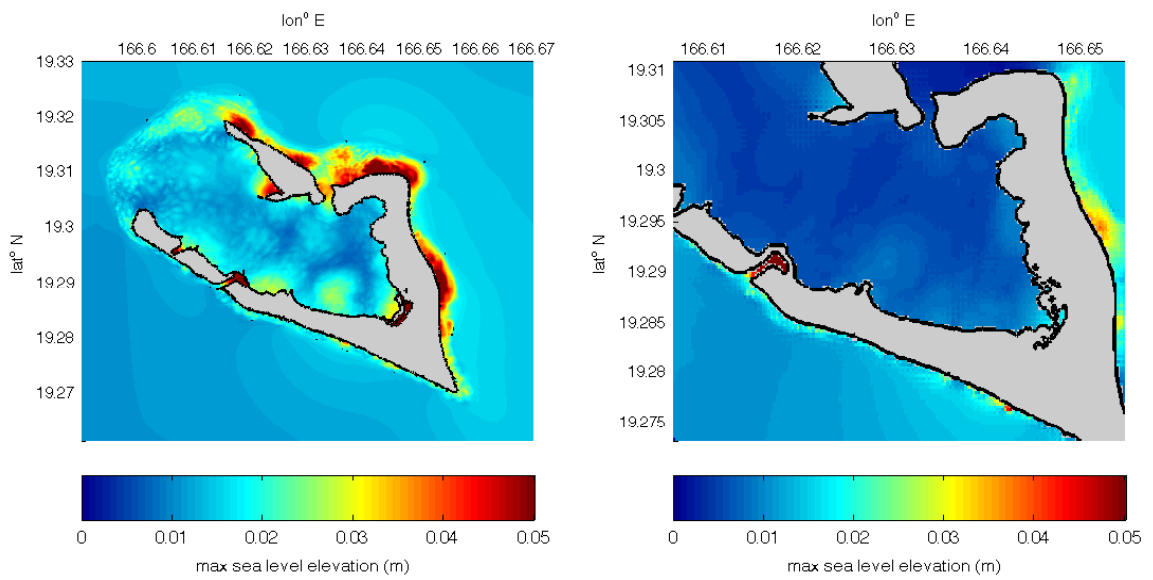 lon° E
166.6 166.61 166.62 166.63 166.64 166.65 166.66 166.67
19.33
19.32
19.31
19.3
19.29
19.28
19.27
lat° N
0 0.01 0.02 0.03 0.04 0.05
max sea level elevation (m)
lon° E
166.61 166.62 166.63 166.64 166.65
19.31
19.305
19.3
19.295
19.29
19.285
19.28
19.275
lat° N
0 0.01 0.02 0.03 0.04 0.05
max sea level elevation (m)